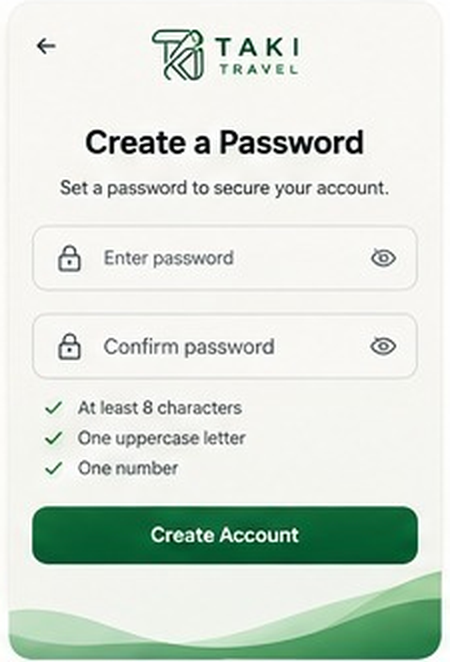 TAKI
TRAVEL
Create a Password
Set a password to secure your account.
Enter password
Confirm password
At least 8 characters
One uppercase letter
One number
Create Account